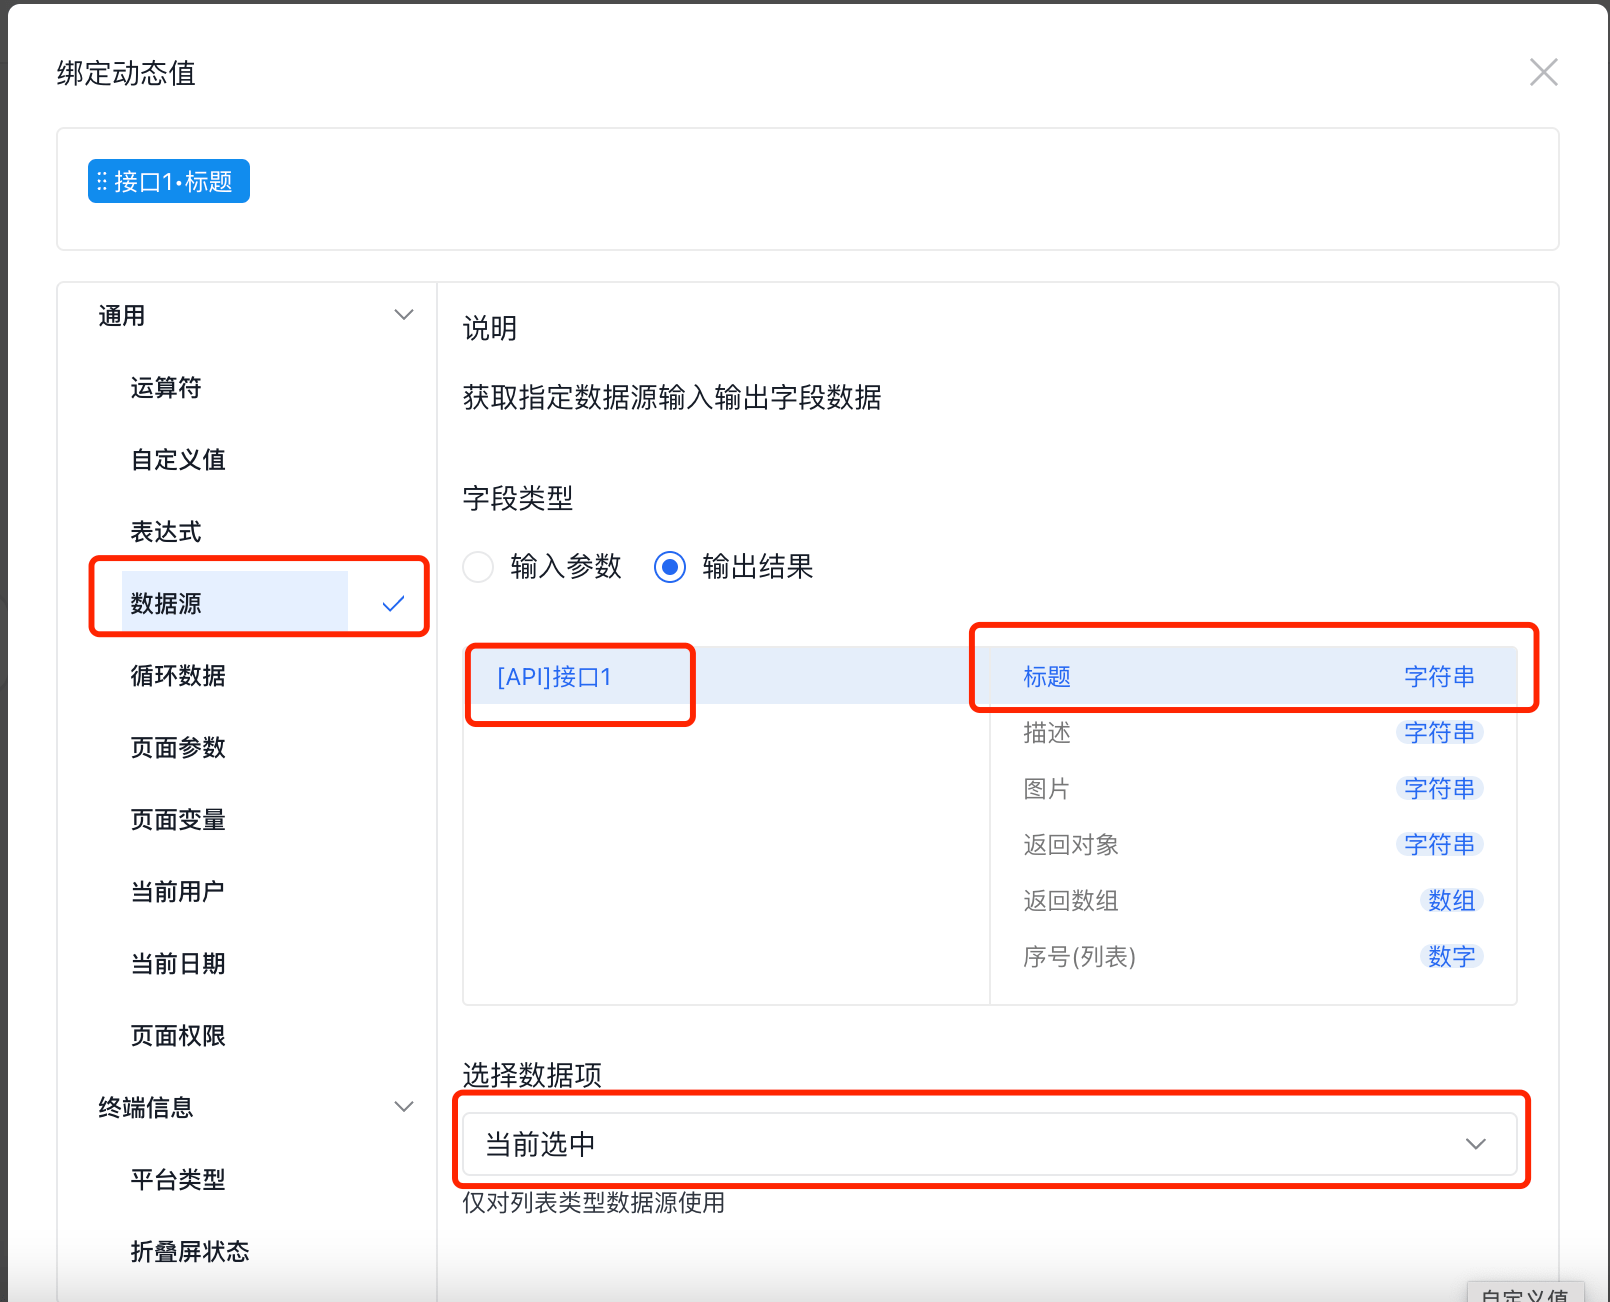 绑定动态值
接口1•标题
通用
运算符
自定义值
表达式
数据源
循环数据
页面参数
页面变量
当前用户
当前日期
页面权限
终端信息
平台类型
折叠屏状态
说明
获取指定数据源输入输出字段数据
字段类型
输入参数 输出结果
[API]接口1
标题 字符串
描述 字符串
图片 字符串
返回对象 字符串
返回数组 数组
序号(列表) 数字
选择数据项
当前选中
仅对列表类型数据源使用
自定义值